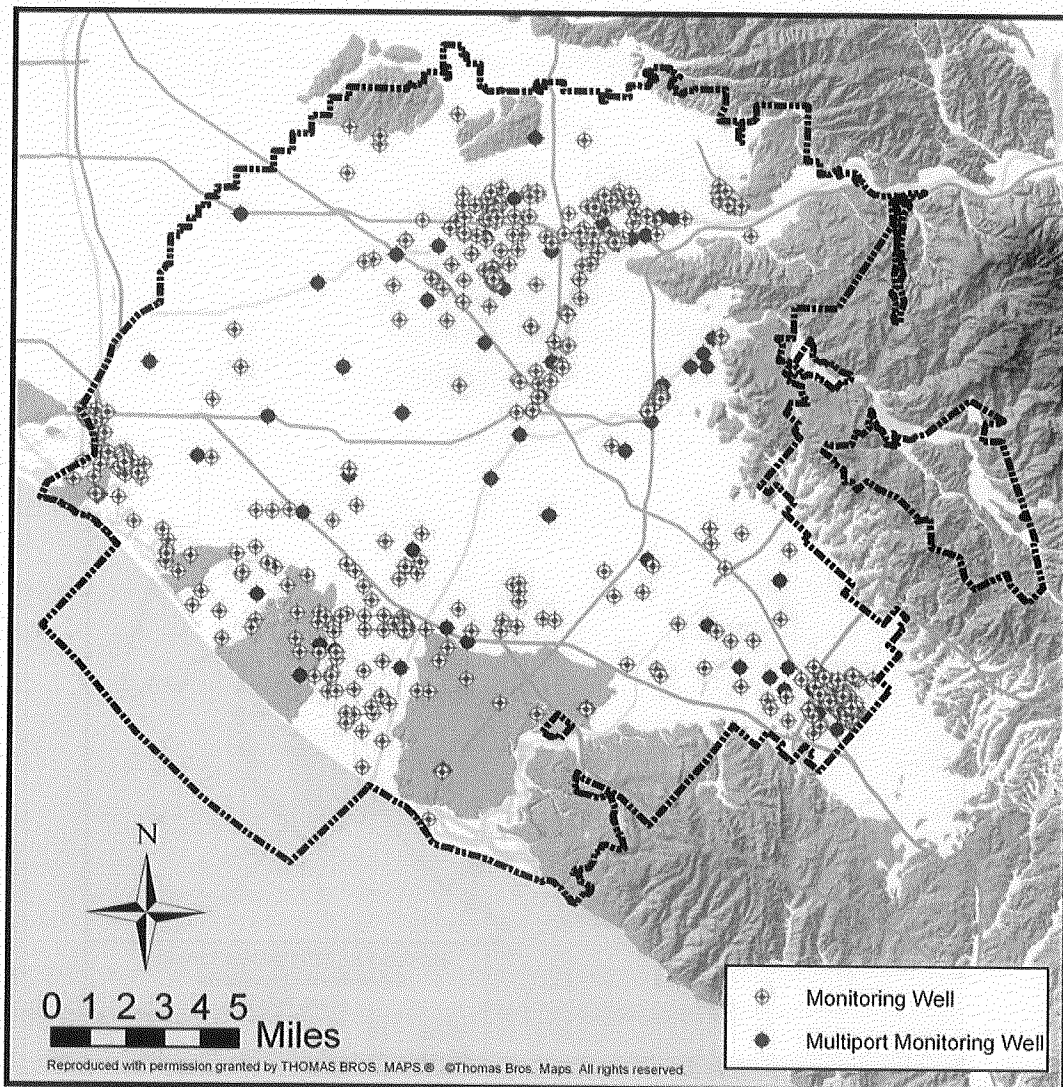 N
0 1 2 3 4 5
Miles
Reproduced with permission granted by THOMAS BROS. MAPS.® ©Thomas Bros. Maps. All rights reserved.
Monitoring Well
Multiport Monitoring Well